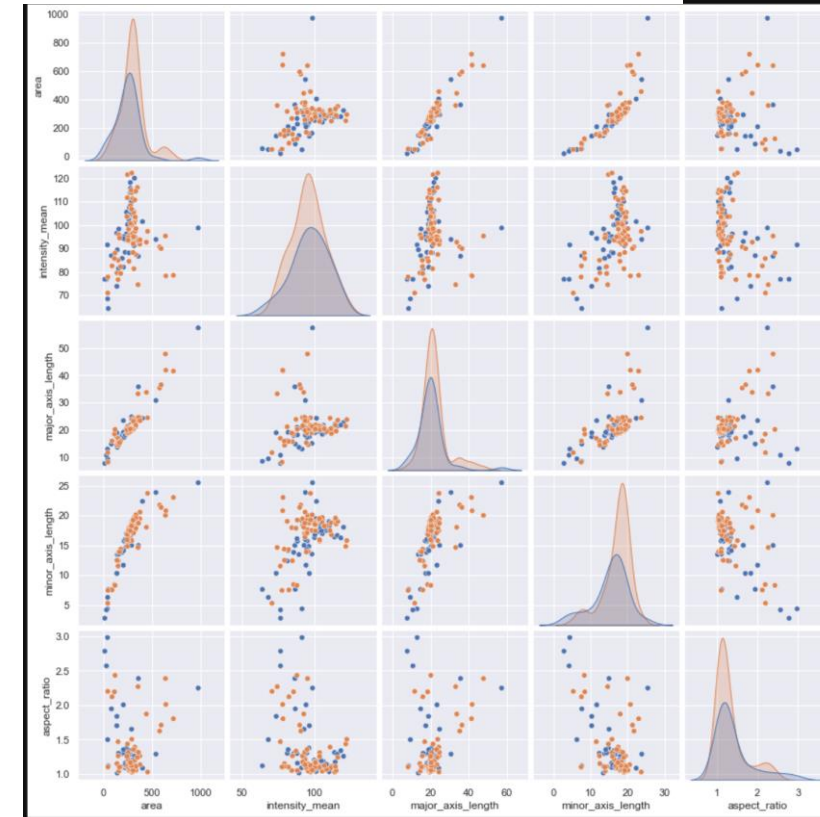 1000
800
600
400
200
0
area
120
110
100
90
80
70
intensity_mean
50
40
30
20
10
major_axis_length
25
20
15
10
5
minor_axis_length
3.0
2.5
2.0
1.5
1.0
aspect_ratio
0 500 1000
area
50 100
intensity_mean
0 20 40 60
major_axis_length
0 10 20 30
minor_axis_length
1 2 3
aspect_ratio